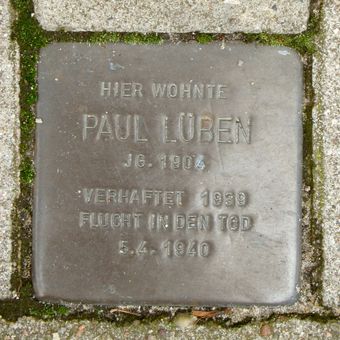 HIER WOHNTE
PAUL LÜBEN
JG. 1904
VERHAFTET 1939
FLUCHT IN DEN TOD
5.4.1940